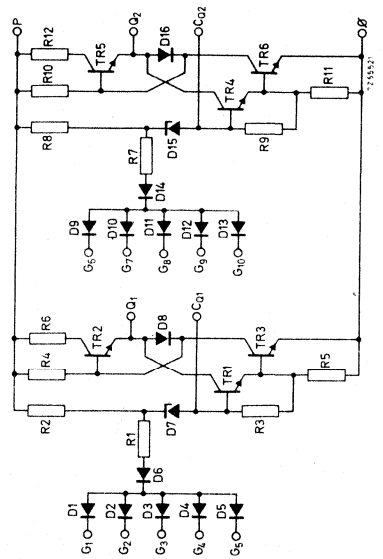 P
R2
R4
R6
R8
R10
R12
TR2
TR5
Q1
Q2
D8
D16
CQ1
CQ2
D1
D2
D3
D4
D5
D6
R1
D7
G1
G2
G3
G4
G5
TR1
TR3
R3
R5
D9
D10
D11
D12
D13
D14
R7
D15
G6
G7
G8
G9
G10
TR4
TR6
R9
R11
Ø
7Z55521